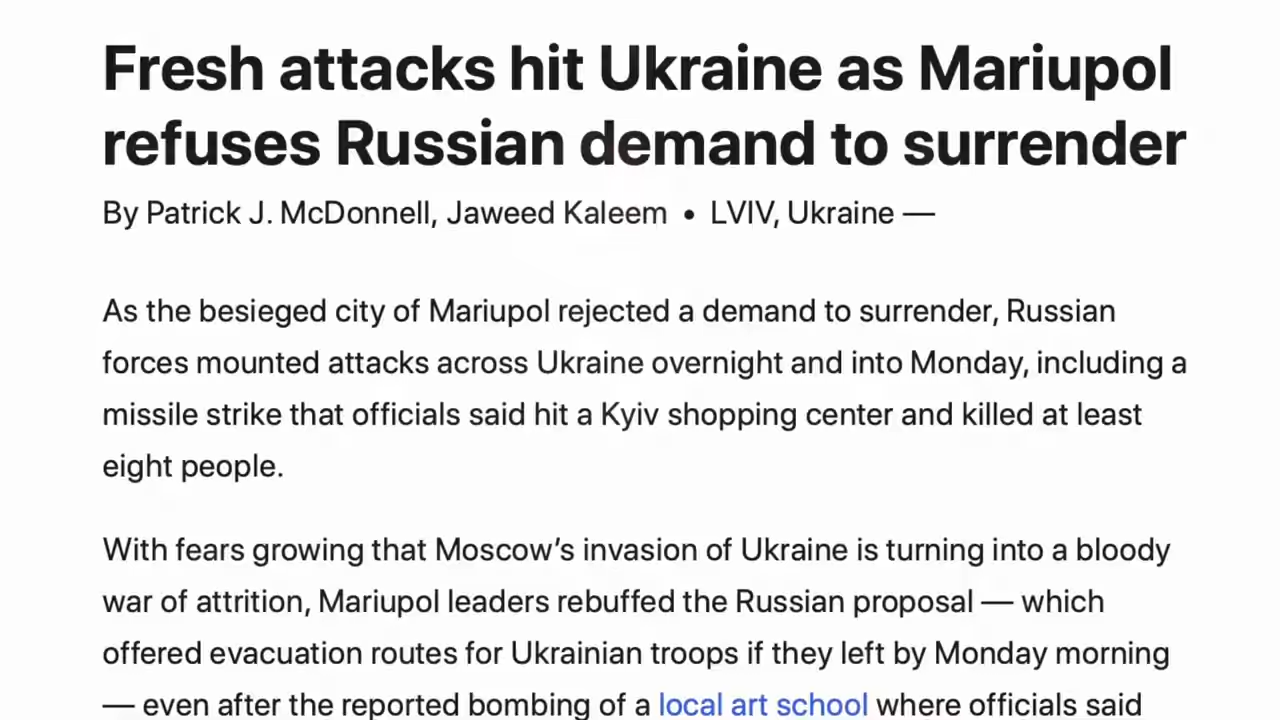 Fresh attacks hit Ukraine as Mariupol
refuses Russian demand to surrender
By Patrick J. McDonnell, Jaweed Kaleem • LVIV, Ukraine —
As the besieged city of Mariupol rejected a demand to surrender, Russian
forces mounted attacks across Ukraine overnight and into Monday, including a
missile strike that officials said hit a Kyiv shopping center and killed at least
eight people.
With fears growing that Moscow’s invasion of Ukraine is turning into a bloody
war of attrition, Mariupol leaders rebuffed the Russian proposal — which
offered evacuation routes for Ukrainian troops if they left by Monday morning
— even after the reported bombing of a local art school where officials said